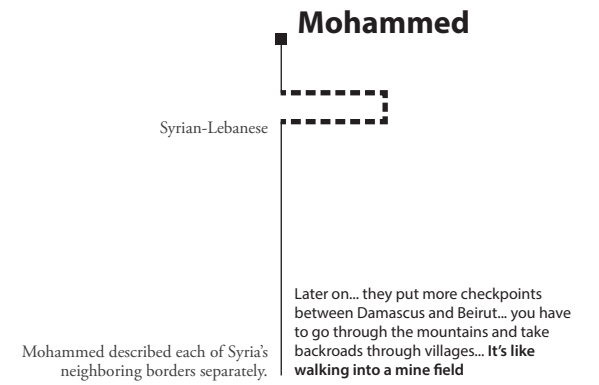 Mohammed
Syrian-Lebanese
Later on... they put more checkpoints
between Damascus and Beirut... you have
to go through the mountains and take
backroads through villages... It's like
walking into a mine field
Mohammed described each of Syria's
neighboring borders separately.